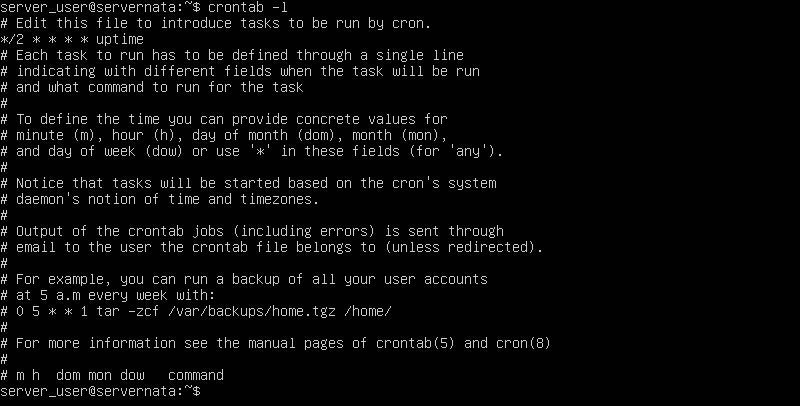 server_user@servernata:~$ crontab -l
# Edit this file to introduce tasks to be run by cron.
*/2 * * * * uptime
# Each task to run has to be defined through a single line
# indicating with different fields when the task will be run
# and what command to run for the task
#
# To define the time you can provide concrete values for
# minute (m), hour (h), day of month (dom), month (mon),
# and day of week (dow) or use '*' in these fields (for 'any').
#
# Notice that tasks will be started based on the cron's system
# daemon's notion of time and timezones.
#
# Output of the crontab jobs (including errors) is sent through
# email to the user the crontab file belongs to (unless redirected).
#
# For example, you can run a backup of all your user accounts
# at 5 a.m every week with:
# 0 5 * * 1 tar -zcf /var/backups/home.tgz /home/
#
# For more information see the manual pages of crontab(5) and cron(8)
#
# m h  dom mon dow   command
server_user@servernata:~$